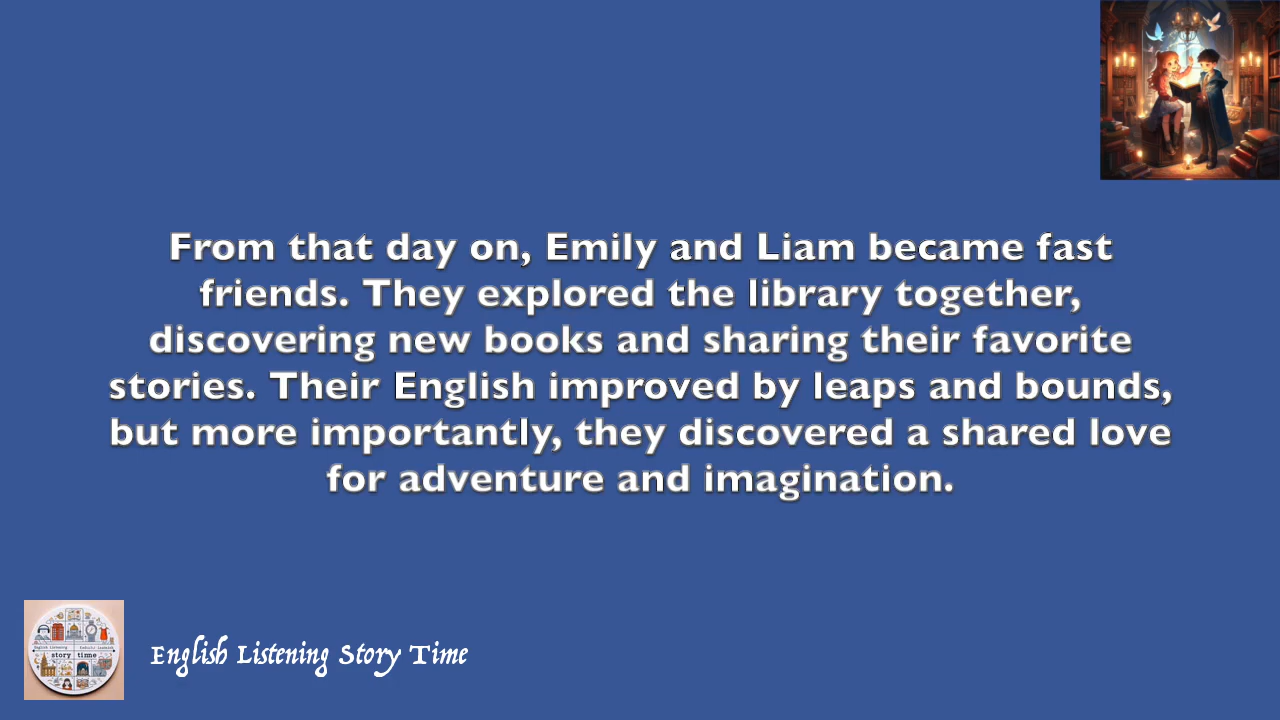 From that day on, Emily and Liam became fast
friends. They explored the library together,
discovering new books and sharing their favorite
stories. Their English improved by leaps and bounds,
but more importantly, they discovered a shared love
for adventure and imagination.
story time
English Listening Story Time